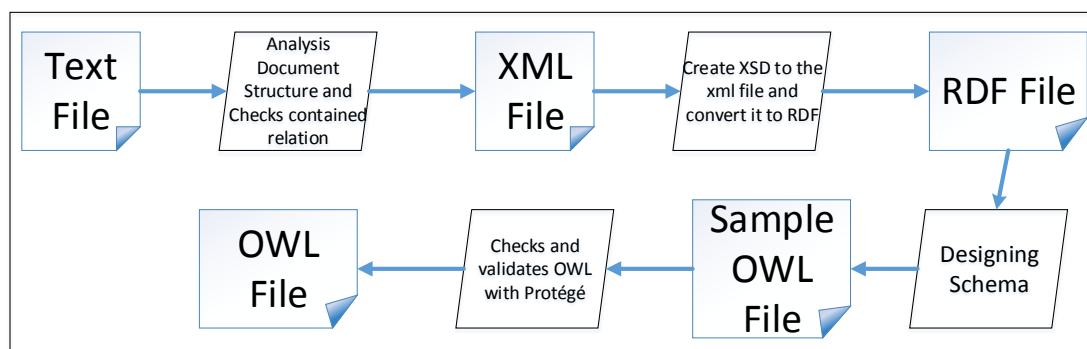 Text
File
Analysis
Document
Structure and
Checks contained
relation
XML
File
Create XSD to the
xml file and
convert it to RDF
RDF File
Designing
Schema
Sample
OWL
File
Checks and
validates OWL
with Protégé
OWL
File